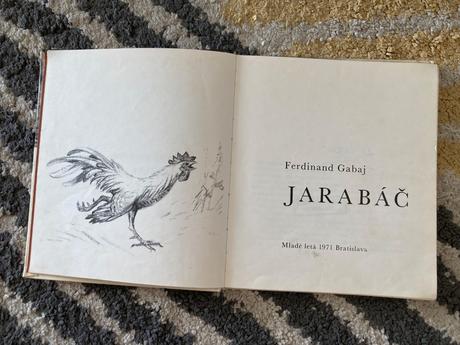 Ferdinand Gabaj
JARABÁČ
Mladé letá 1971 Bratislava